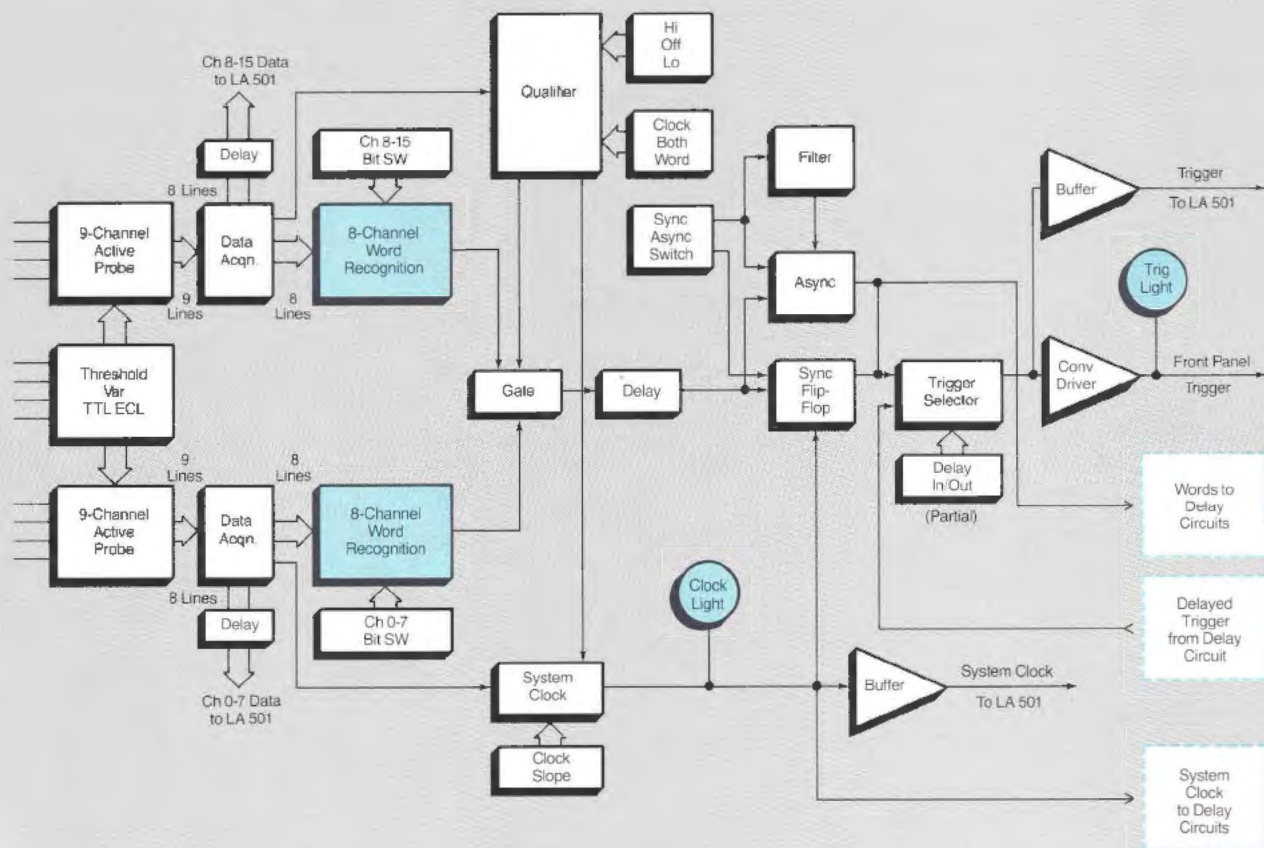 Ch 8-15 Data
to LA 501
Delay
8 Lines
9-Channel
Active
Probe
9
Lines
Data
Acqn.
8
Lines
Ch 8-15
Bit SW
8-Channel
Word
Recognition
Threshold
Var
TTL ECL
9-Channel
Active
Probe
9
Lines
Data
Acqn.
8
Lines
8-Channel
Word
Recognition
8 Lines
Delay
Ch 0-7 Data
to LA 501
Ch 0-7
Bit SW
Qualifier
Hi
Off
Lo
Clock
Both
Word
Gate
Delay
System
Clock
Clock
Slope
Clock
Light
Sync
Async
Switch
Filter
Async
Sync
Flip-
Flop
Trigger
Selector
Delay
In/Out
(Partial)
Buffer
Trigger
To LA 501
Trig
Light
Conv
Driver
Front Panel
Trigger
Words to
Delay
Circuits
Delayed
Trigger
from Delay
Circuit
Buffer
System Clock
To LA 501
System
Clock
to Delay
Circuits